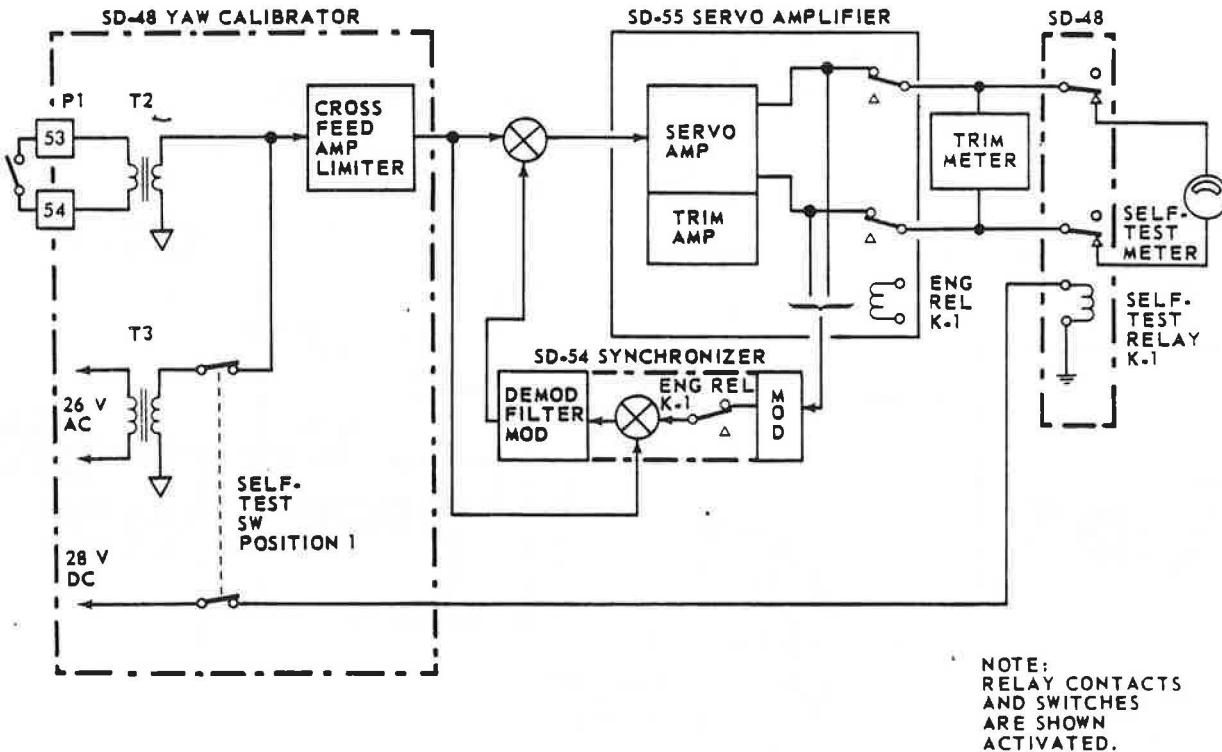 SD-48 YAW CALIBRATOR
SD-55 SERVO AMPLIFIER
SD-48
P1
T2
53
54
CROSS
FEED
AMP
LIMITER
SERVO
AMP
TRIM
AMP
TRIM
METER
SELF-
TEST
METER
ENG
REL
K-1
SELF-
TEST
RELAY
K-1
T3
26 V
AC
SD-54 SYNCHRONIZER
DEMOD
FILTER
MOD
ENG REL
K-1
M
O
D
SELF-
TEST
SW
POSITION 1
28 V
DC
NOTE:
RELAY CONTACTS
AND SWITCHES
ARE SHOWN
ACTIVATED.